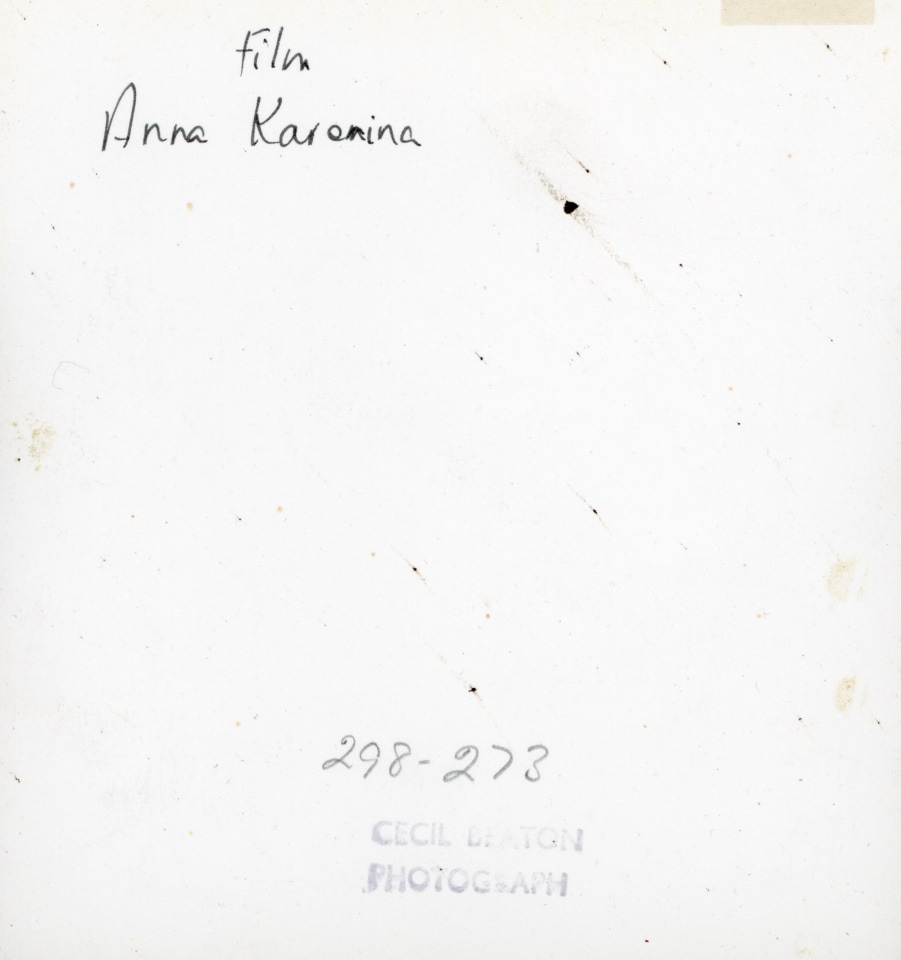 Film
Anna Karenina
298-273
CECIL BEATON
PHOTOGRAPH